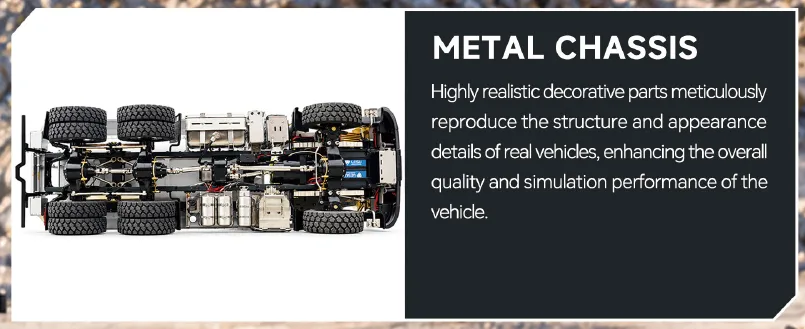 METAL CHASSIS
Highly realistic decorative parts meticulously
reproduce the structure and appearance
details of real vehicles, enhancing the overall
quality and simulation performance of the
vehicle.